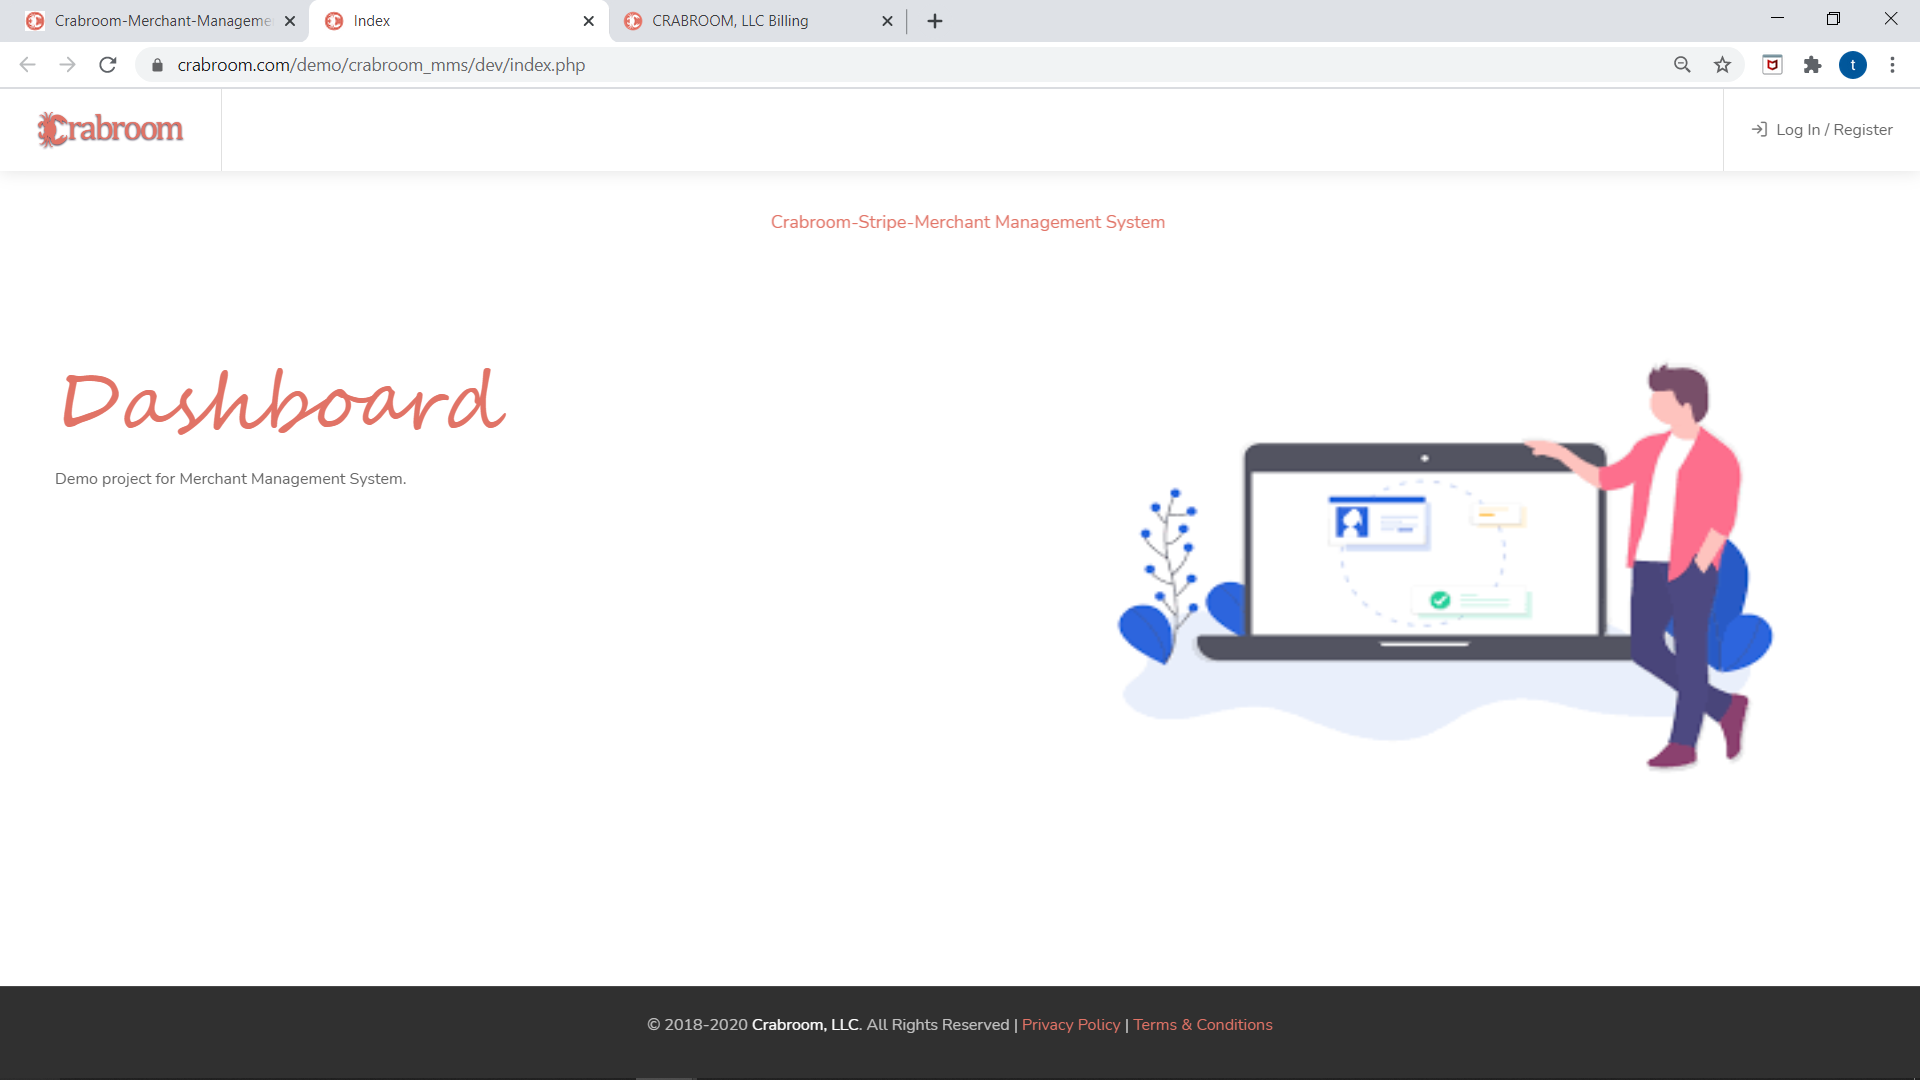 Crabroom-Merchant-Manageme
Index
CRABROOM, LLC Billing
crabroom.com/demo/crabroom_mms/dev/index.php
t
Crabroom
Log In / Register
Crabroom-Stripe-Merchant Management System
Dashboard
Demo project for Merchant Management System.
© 2018-2020 Crabroom, LLC. All Rights Reserved | Privacy Policy | Terms & Conditions